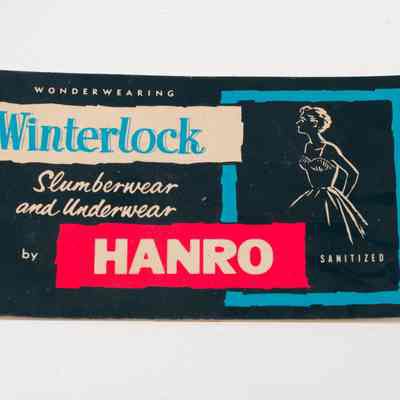 WONDERWEARING
Winterlock
Slumberwear
and Underwear
by HANRO
SANITIZED